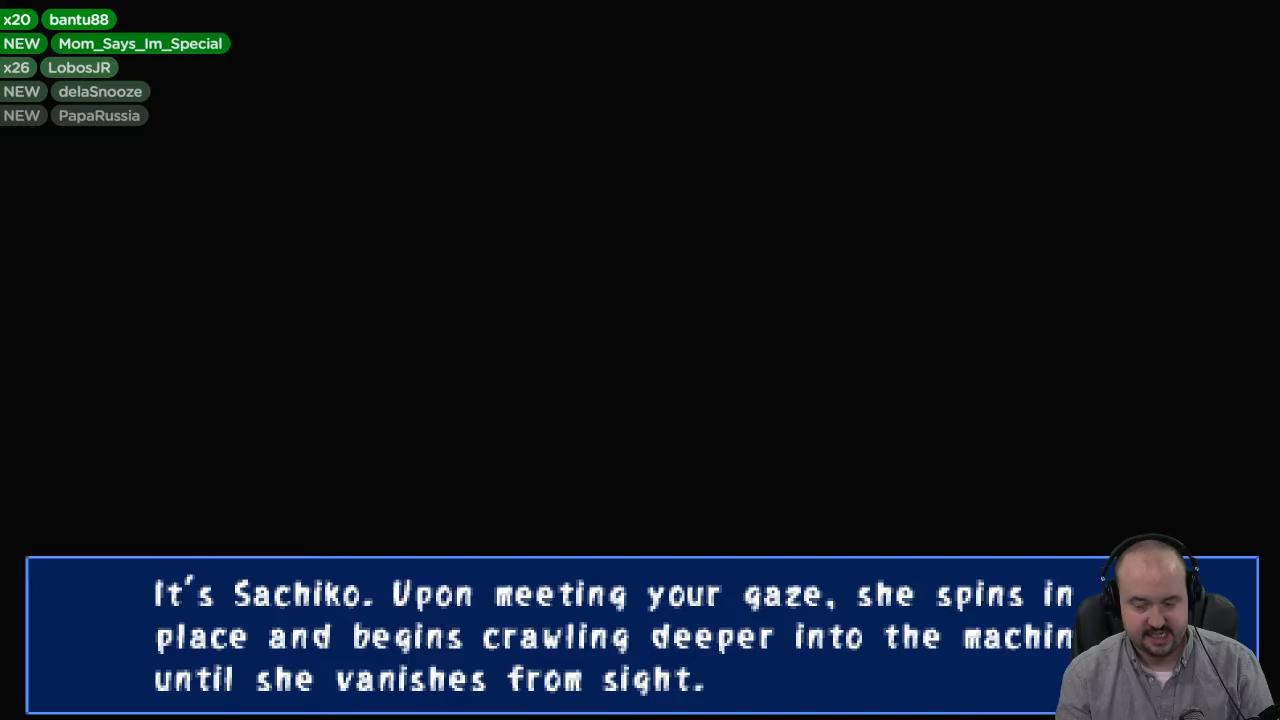 x20 bantu88
NEW Mom_Says_Im_Special
x26 LobosJR
NEW delaSnooze
NEW PapaRussia
It's Sachiko. Upon meeting your gaze, she spins in
place and begins crawling deeper into the machin
until she vanishes from sight.